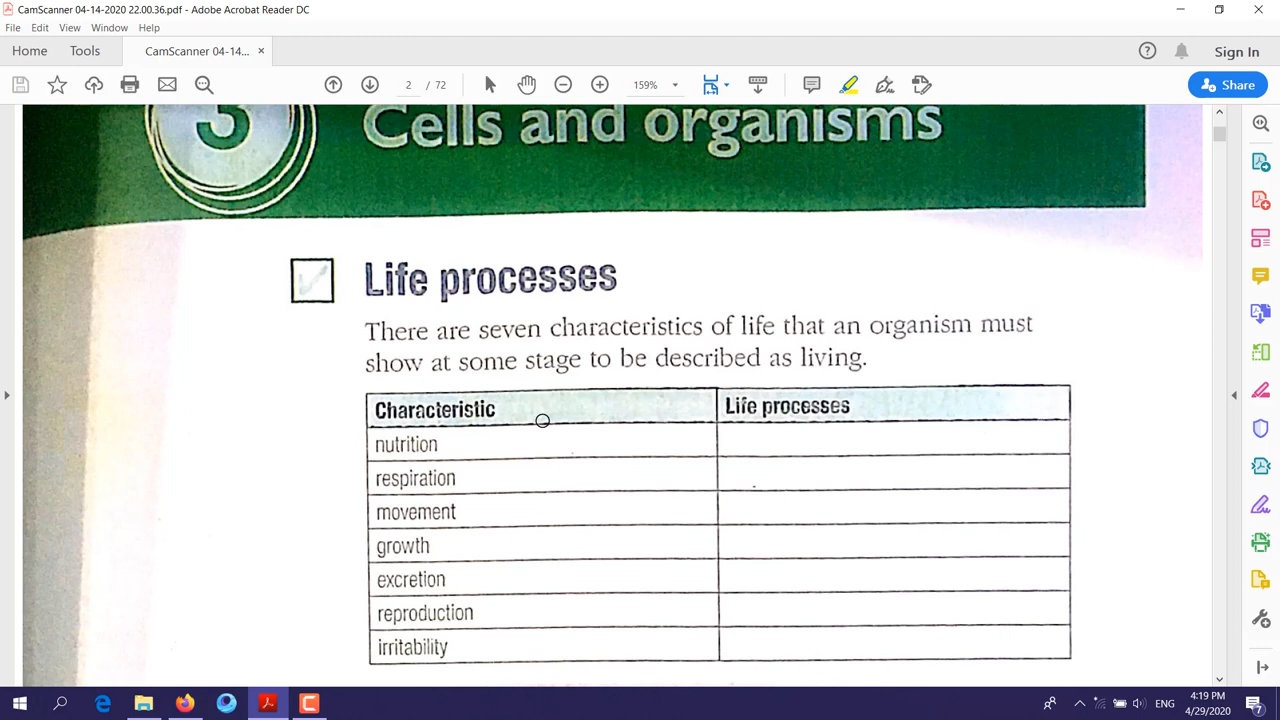 CamScanner 04-14-2020 22.00.36.pdf - Adobe Acrobat Reader DC
File Edit View Window Help
Home Tools CamScanner 04-14... × Sign In
2 / 72 159% Share
3 Cells and organisms
Life processes
There are seven characteristics of life that an organism must
show at some stage to be described as living.
Characteristic Life processes
nutrition
respiration
movement
growth
excretion
reproduction
irritability
ENG 4:19 PM
4/29/2020 7